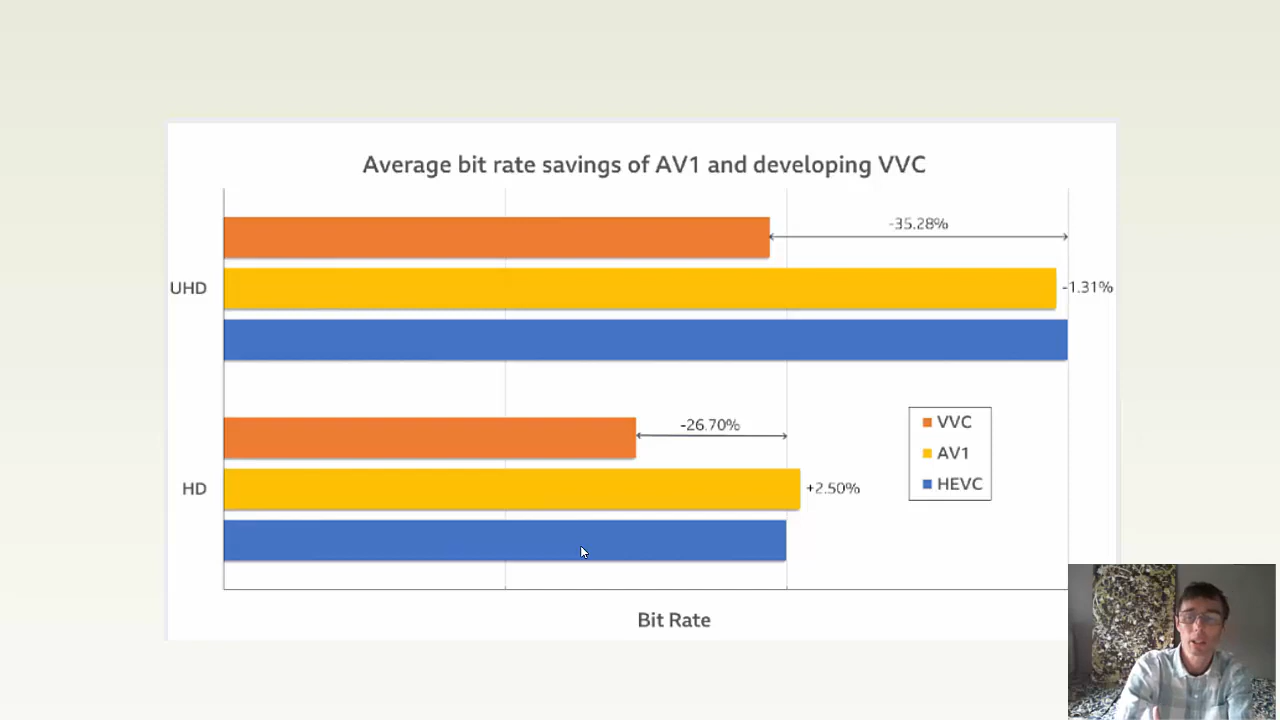 Average bit rate savings of AV1 and developing VVC
-35.28%
UHD
-1.31%
-26.70%
VVC
AV1
HD
+2.50%
HEVC
Bit Rate